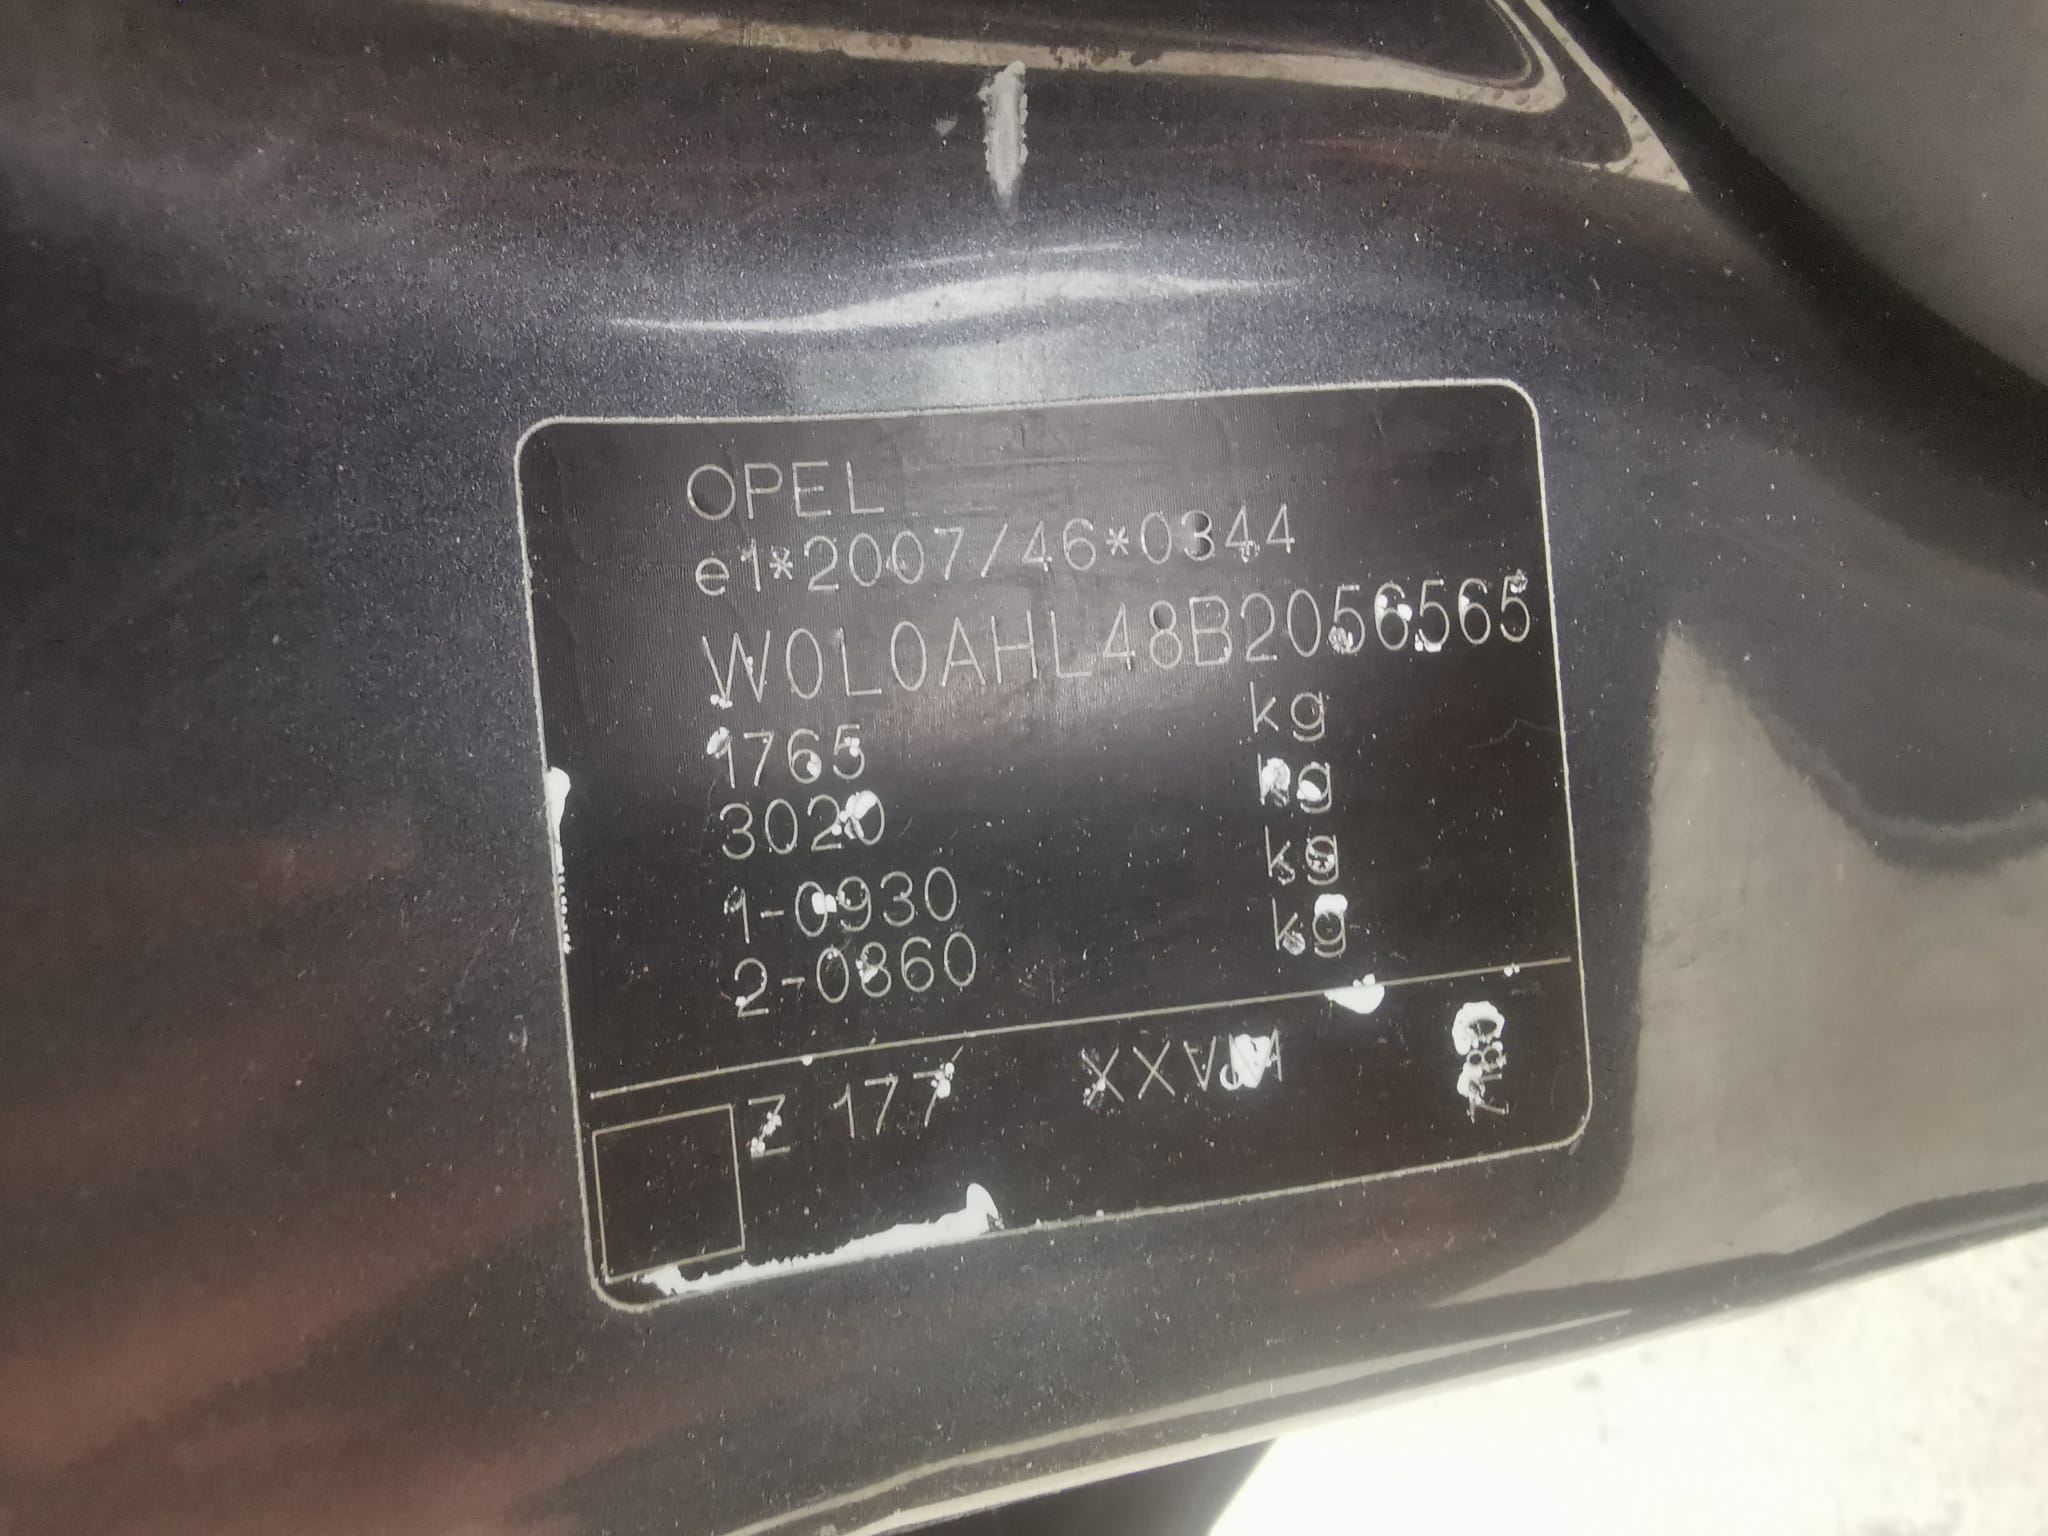 OPEL
e1*2007/46*0344
W0L0AHL48B2056565
1765 kg
3020 kg
1-0930 kg
2-0860 kg
Z 177